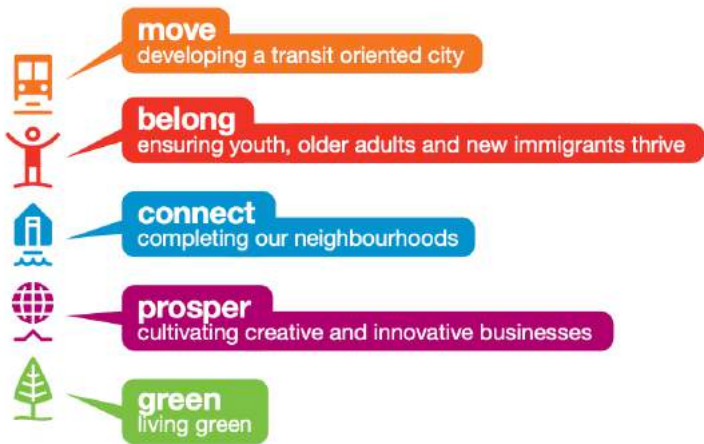 move
developing a transit oriented city
belong
ensuring youth, older adults and new immigrants thrive
connect
completing our neighbourhoods
prosper
cultivating creative and innovative businesses
green
living green